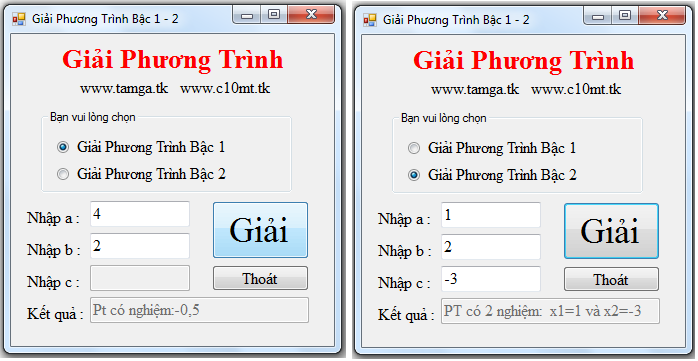 Giải Phương Trình Bậc 1 - 2
Giải Phương Trình
www.tamga.tk www.c10mt.tk
Bạn vui lòng chọn
Giải Phương Trình Bậc 1
Giải Phương Trình Bậc 2
Nhập a : 4
Nhập b : 2
Giải
Nhập c :
Thoát
Kết quả : Pt có nghiệm:-0,5
Giải Phương Trình Bậc 1 - 2
Giải Phương Trình
www.tamga.tk www.c10mt.tk
Bạn vui lòng chọn
Giải Phương Trình Bậc 1
Giải Phương Trình Bậc 2
Nhập a : 1
Nhập b : 2
Giải
Nhập c : -3
Thoát
Kết quả : PT có 2 nghiệm: x1=1 và x2=-3